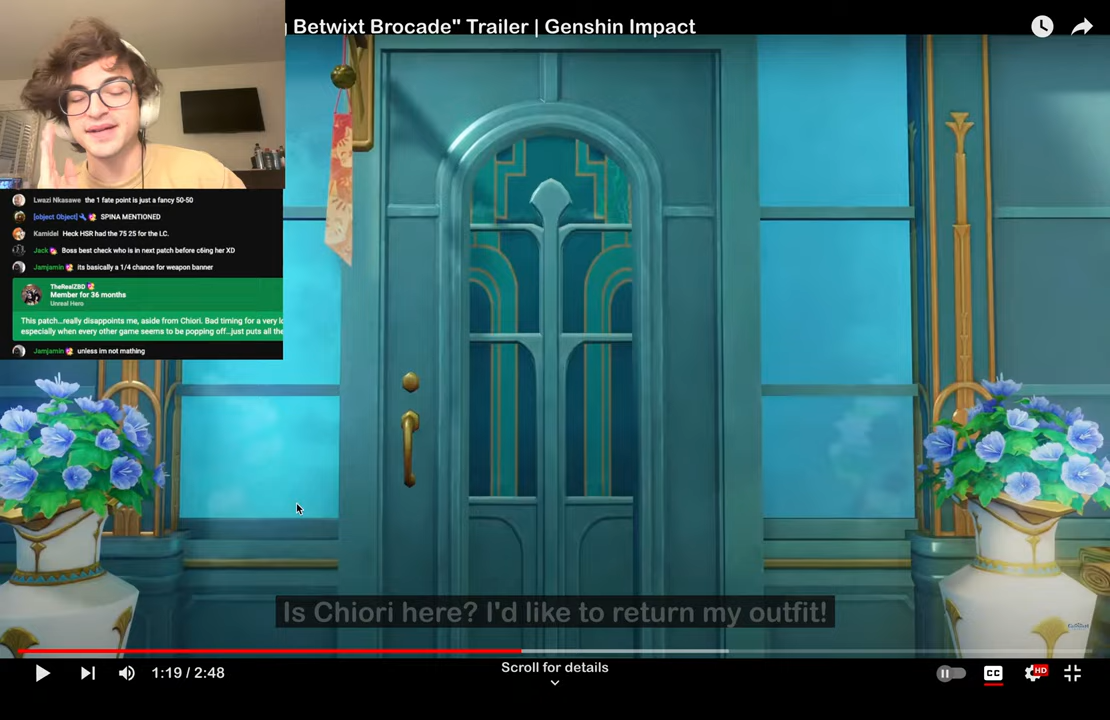 Betwixt Brocade" Trailer | Genshin Impact
Lwazi Nkasawe the 1 fate point is just a fancy 50-50
[object Object] SPINA MENTIONED
Kamidel Heck HSR had the 75 25 for the LC.
Jack Boss best check who is in next patch before c6ing her XD
Jamjamin its basically a 1/4 chance for weapon banner
TheRealZBD
Member for 36 months
Unreal Hero
This patch...really disappoints me, aside from Chiori. Bad timing for a very
especially when every other game seems to be popping off...just puts all
Jamjamin unless im not mathing
Is Chiori here? I'd like to return my outfit!
1:19 / 2:48
Scroll for details
CC
HD